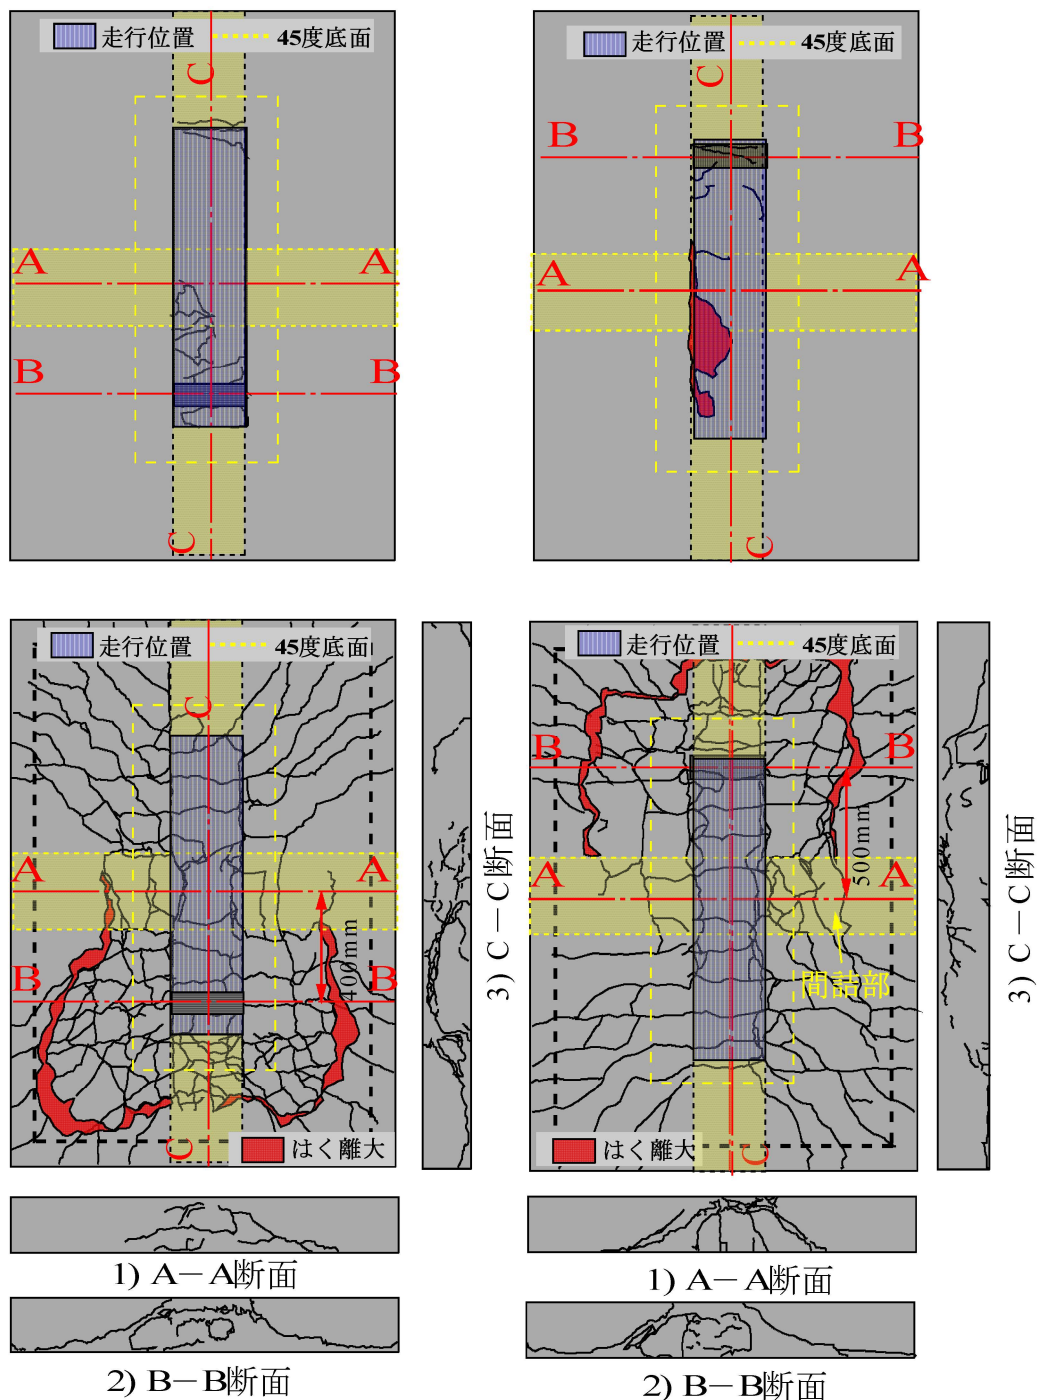 走行位置 45度底面
C
A A
B B
C
走行位置 45度底面
C
B B
A A
C
走行位置 45度底面
C
A A
400mm
B B
C
はく離大
3) C－C断面
1) A－A断面
2) B－B断面
走行位置 45度底面
B B
500mm
A A
間詰部
C
はく離大
3) C－C断面
1) A－A断面
2) B－B断面